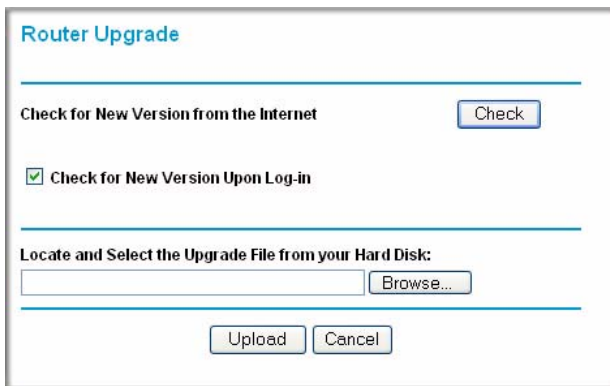 Router Upgrade
Check for New Version from the Internet
Check
Check for New Version Upon Log-in
Locate and Select the Upgrade File from your Hard Disk:
Browse...
Upload Cancel